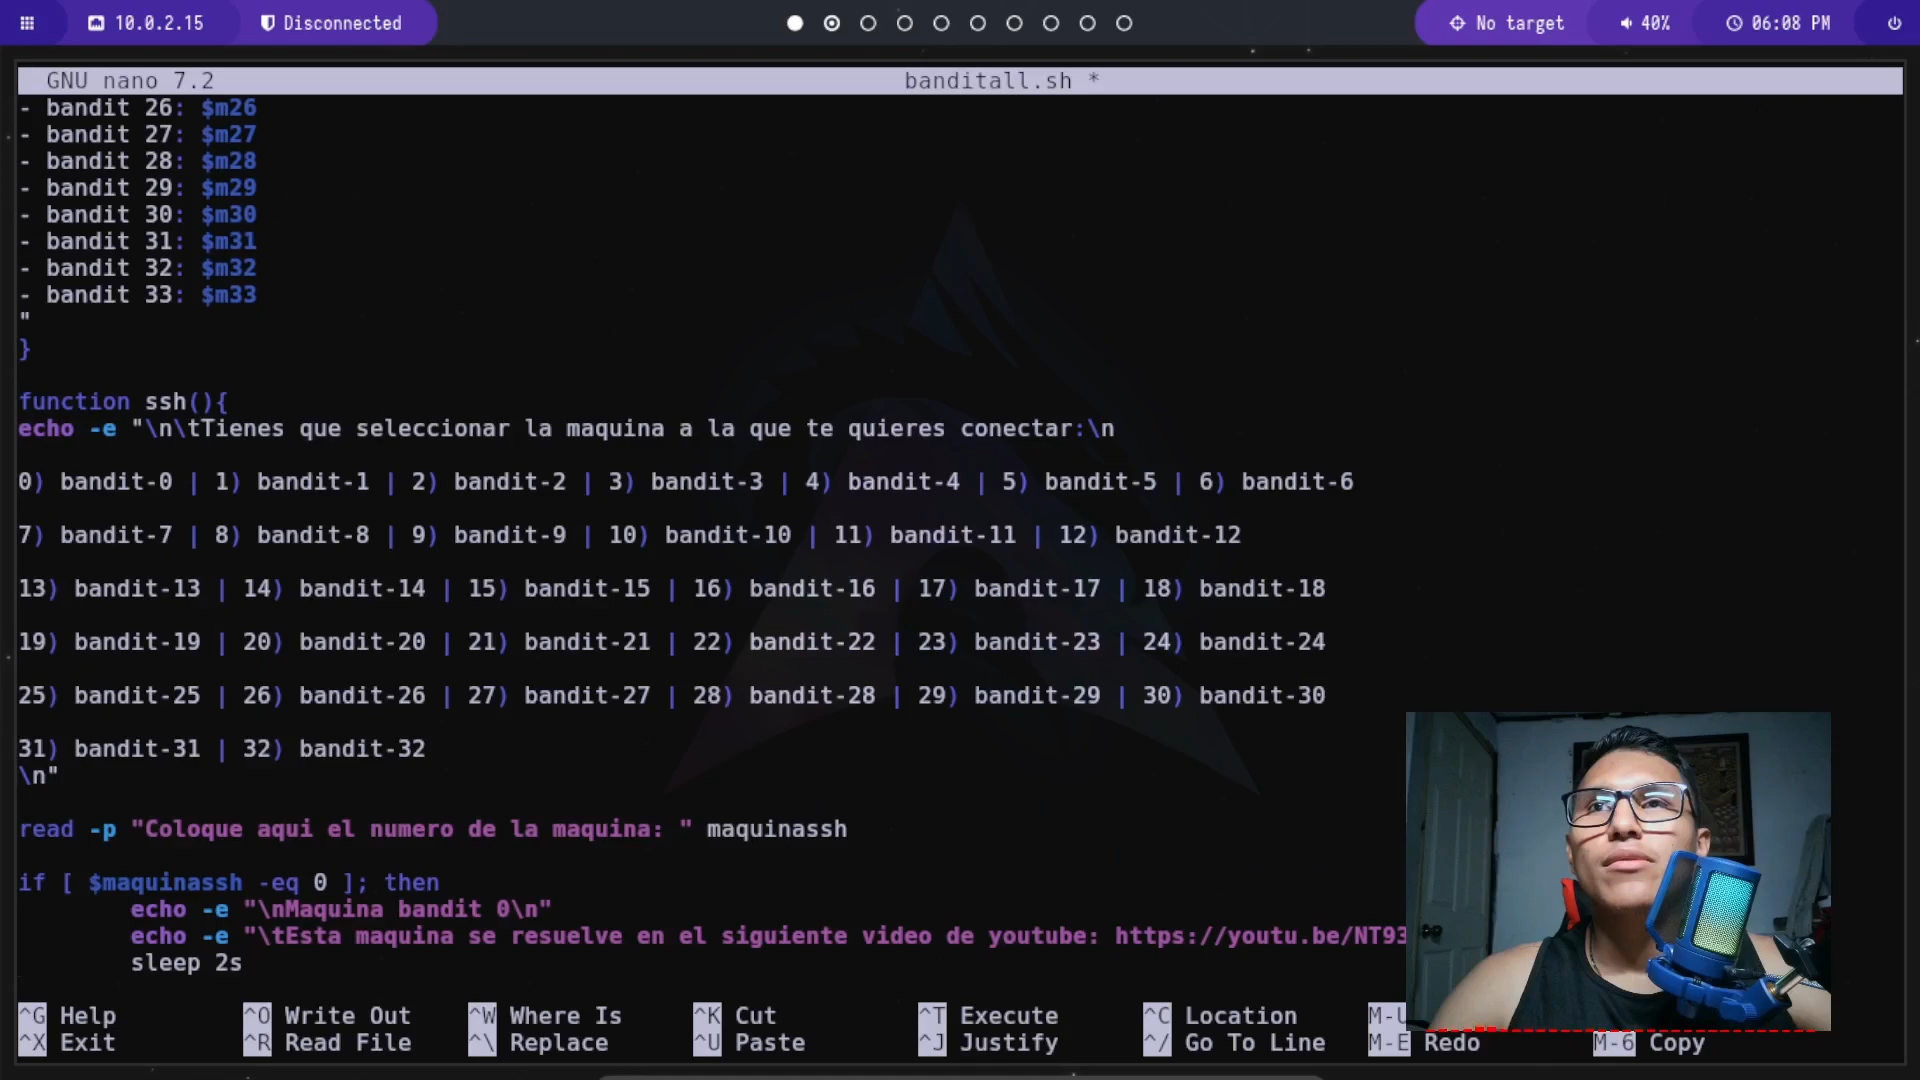 10.0.2.15 Disconnected No target 40% 06:08 PM
GNU nano 7.2 banditall.sh *
- bandit 26: $m26
- bandit 27: $m27
- bandit 28: $m28
- bandit 29: $m29
- bandit 30: $m30
- bandit 31: $m31
- bandit 32: $m32
- bandit 33: $m33
"
}
function ssh(){
echo -e "\n\tTienes que seleccionar la maquina a la que te quieres conectar:\n
0) bandit-0 | 1) bandit-1 | 2) bandit-2 | 3) bandit-3 | 4) bandit-4 | 5) bandit-5 | 6) bandit-6
7) bandit-7 | 8) bandit-8 | 9) bandit-9 | 10) bandit-10 | 11) bandit-11 | 12) bandit-12
13) bandit-13 | 14) bandit-14 | 15) bandit-15 | 16) bandit-16 | 17) bandit-17 | 18) bandit-18
19) bandit-19 | 20) bandit-20 | 21) bandit-21 | 22) bandit-22 | 23) bandit-23 | 24) bandit-24
25) bandit-25 | 26) bandit-26 | 27) bandit-27 | 28) bandit-28 | 29) bandit-29 | 30) bandit-30
31) bandit-31 | 32) bandit-32
\n"
read -p "Coloque aqui el numero de la maquina: " maquinassh
if [ $maquinassh -eq 0 ]; then
echo -e "\nMaquina bandit 0\n"
echo -e "\tEsta maquina se resuelve en el siguiente video de youtube: https://youtu.be/NT93
sleep 2s
^G Help ^O Write Out ^W Where Is ^K Cut ^T Execute ^C Location M-U
^X Exit ^R Read File ^\ Replace ^U Paste ^J Justify ^/ Go To Line M-E Redo M-6 Copy